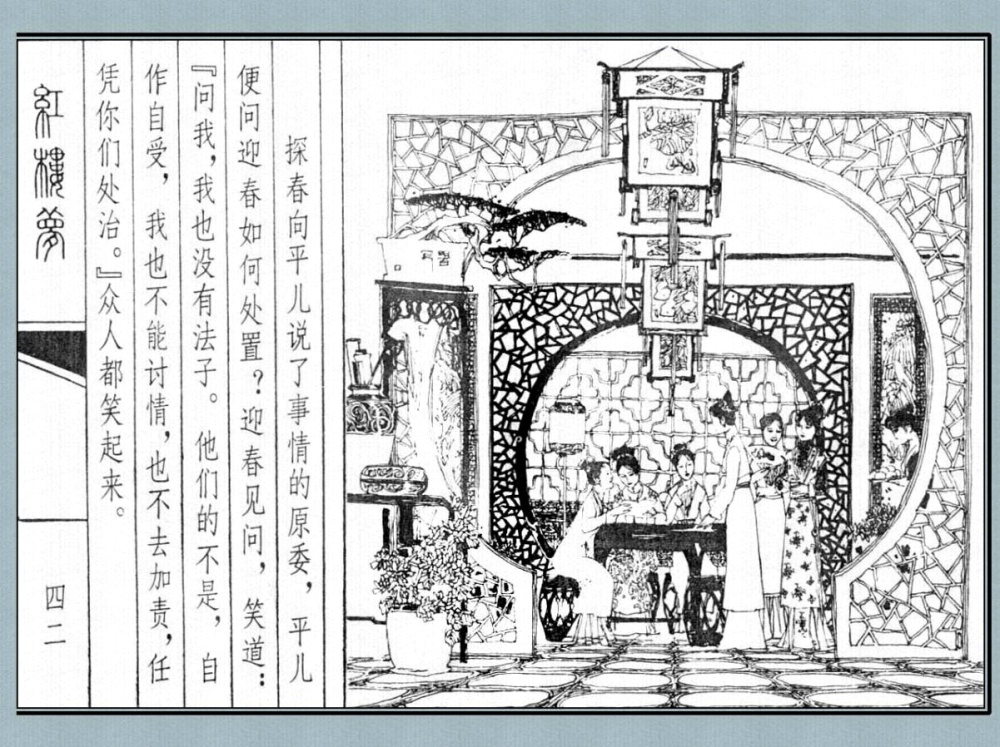 探春向平儿说了事情的原委，平儿
便问迎春如何处置？迎春见问，笑道：
『问我，我也没有法子。他们的不是，自
作自受，我也不能讨情，也不去加责，任
凭你们处治。』众人都笑起来。
紅樓夢
四二